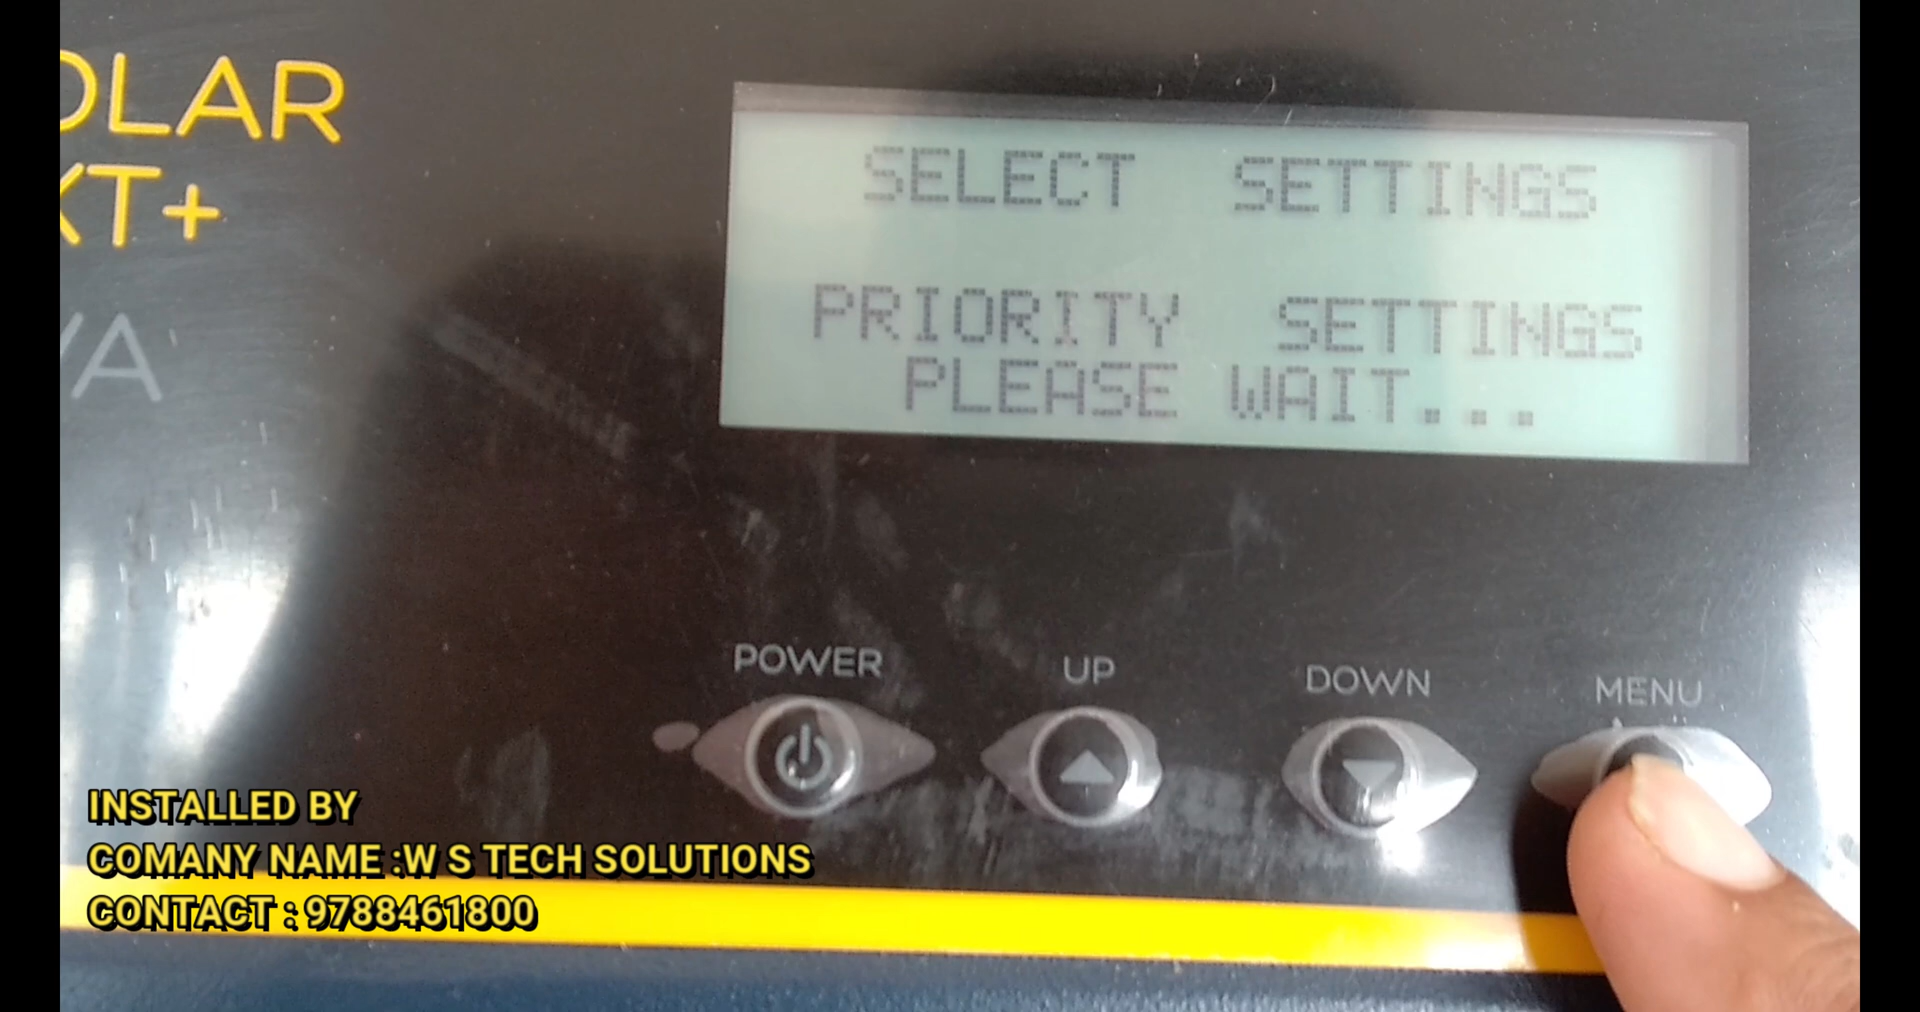 OLAR
XT+
VA
SELECT SETTINGS
PRIORITY SETTINGS
PLEASE WAIT...
POWER
UP
DOWN
MENU
INSTALLED BY
COMANY NAME :W S TECH SOLUTIONS
CONTACT : 9788461800